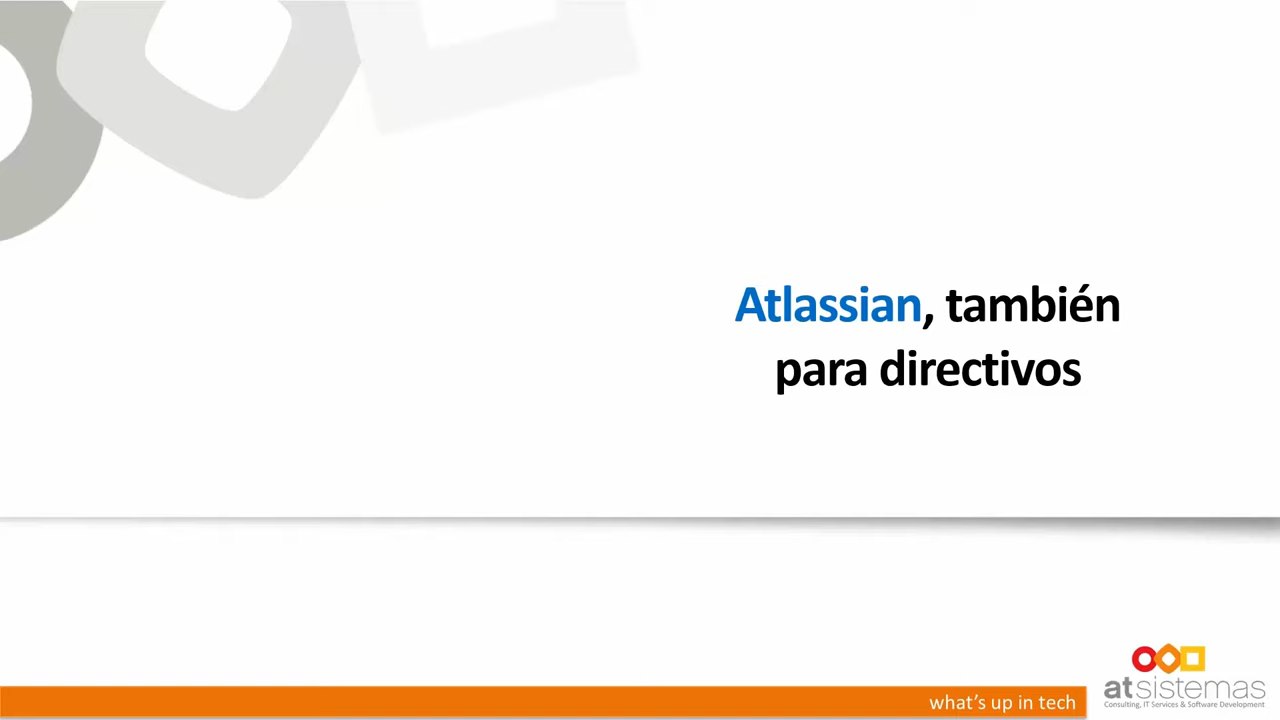 Atlassian, también
para directivos
what's up in tech
atsistemas
Consulting, IT Services & Software Development